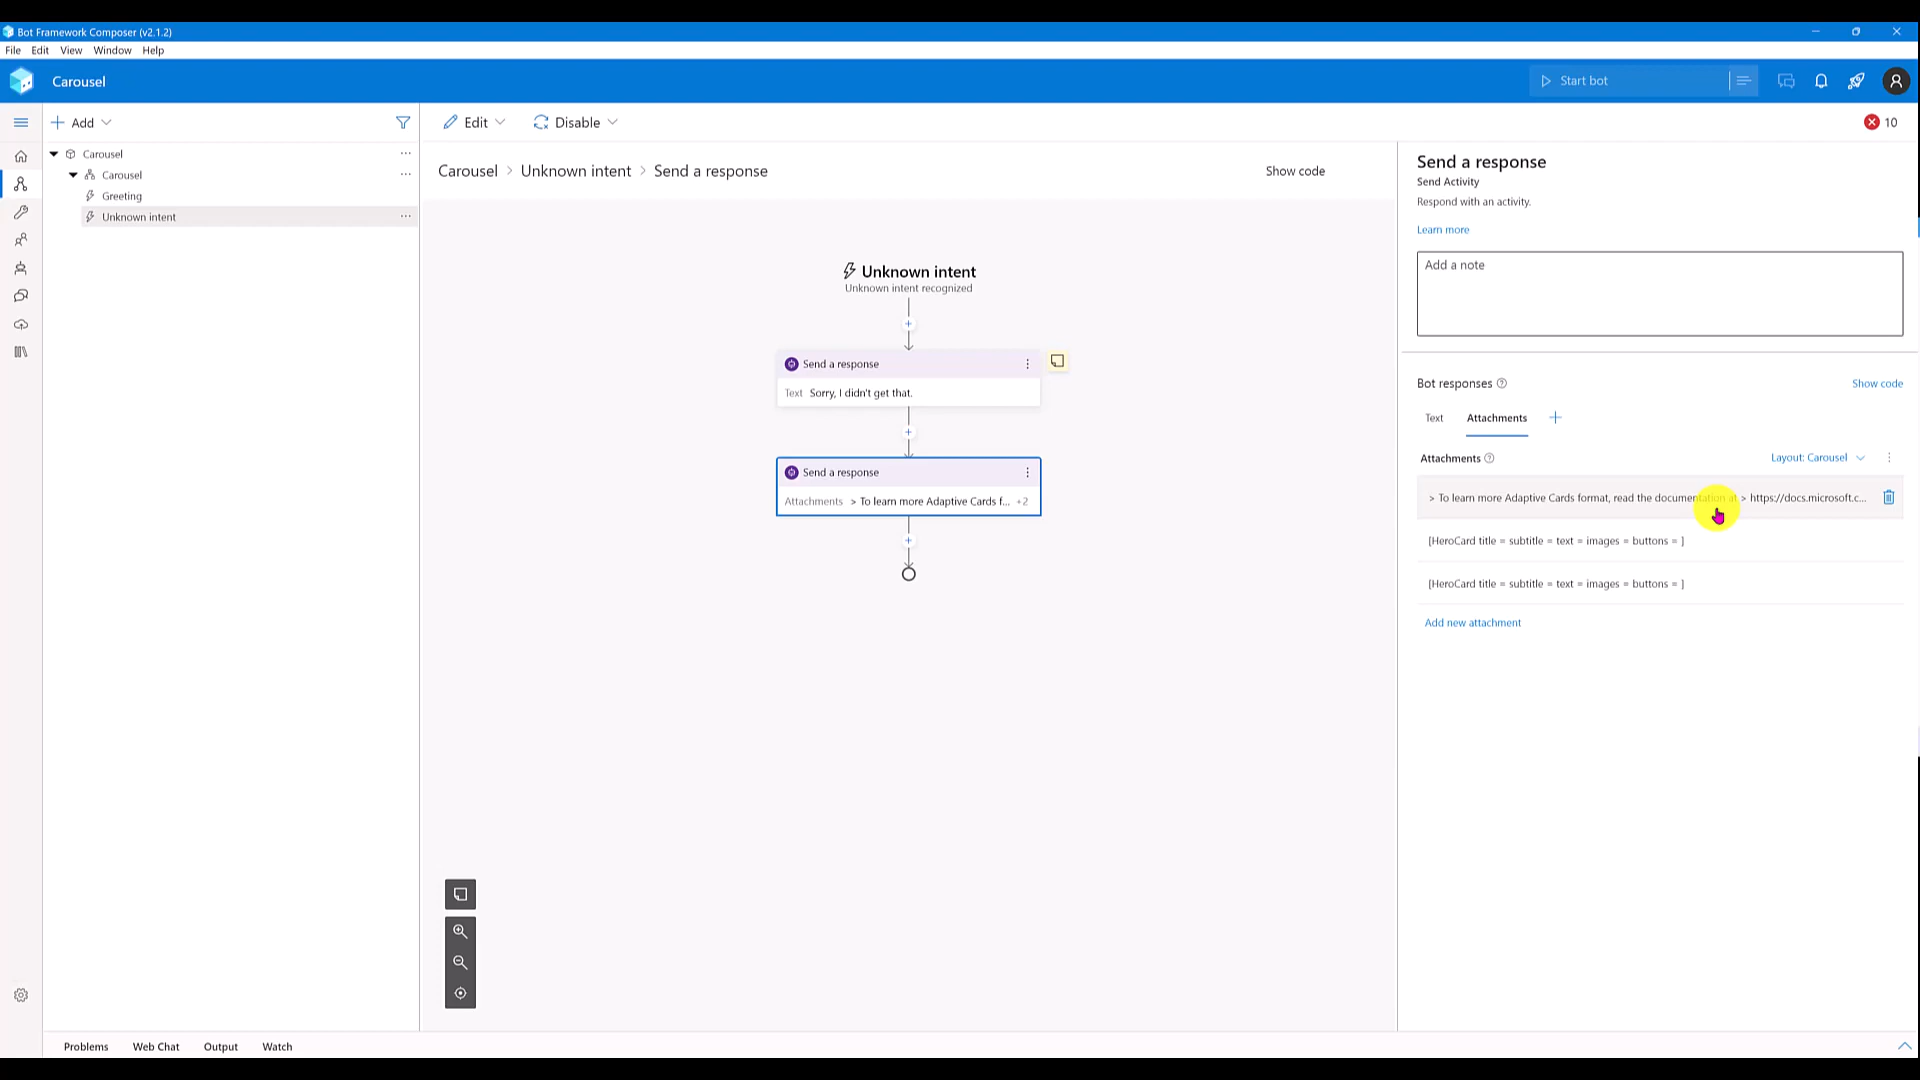 Bot Framework Composer (v2.1.2)
File Edit View Window Help
Carousel
Start bot
Add
Edit
Disable
10
Carousel
Carousel
Greeting
Unknown intent
Carousel > Unknown intent > Send a response
Show code
Unknown intent
Unknown intent recognized
Send a response
Text Sorry, I didn't get that.
Send a response
Attachments > To learn more Adaptive Cards f... +2
Send a response
Send Activity
Respond with an activity.
Learn more
Add a note
Bot responses
Show code
Text Attachments
Attachments
Layout: Carousel
> To learn more Adaptive Cards format, read the documentation at > https://docs.microsoft.c...
[HeroCard title = subtitle = text = images = buttons = ]
[HeroCard title = subtitle = text = images = buttons = ]
Add new attachment
Problems Web Chat Output Watch